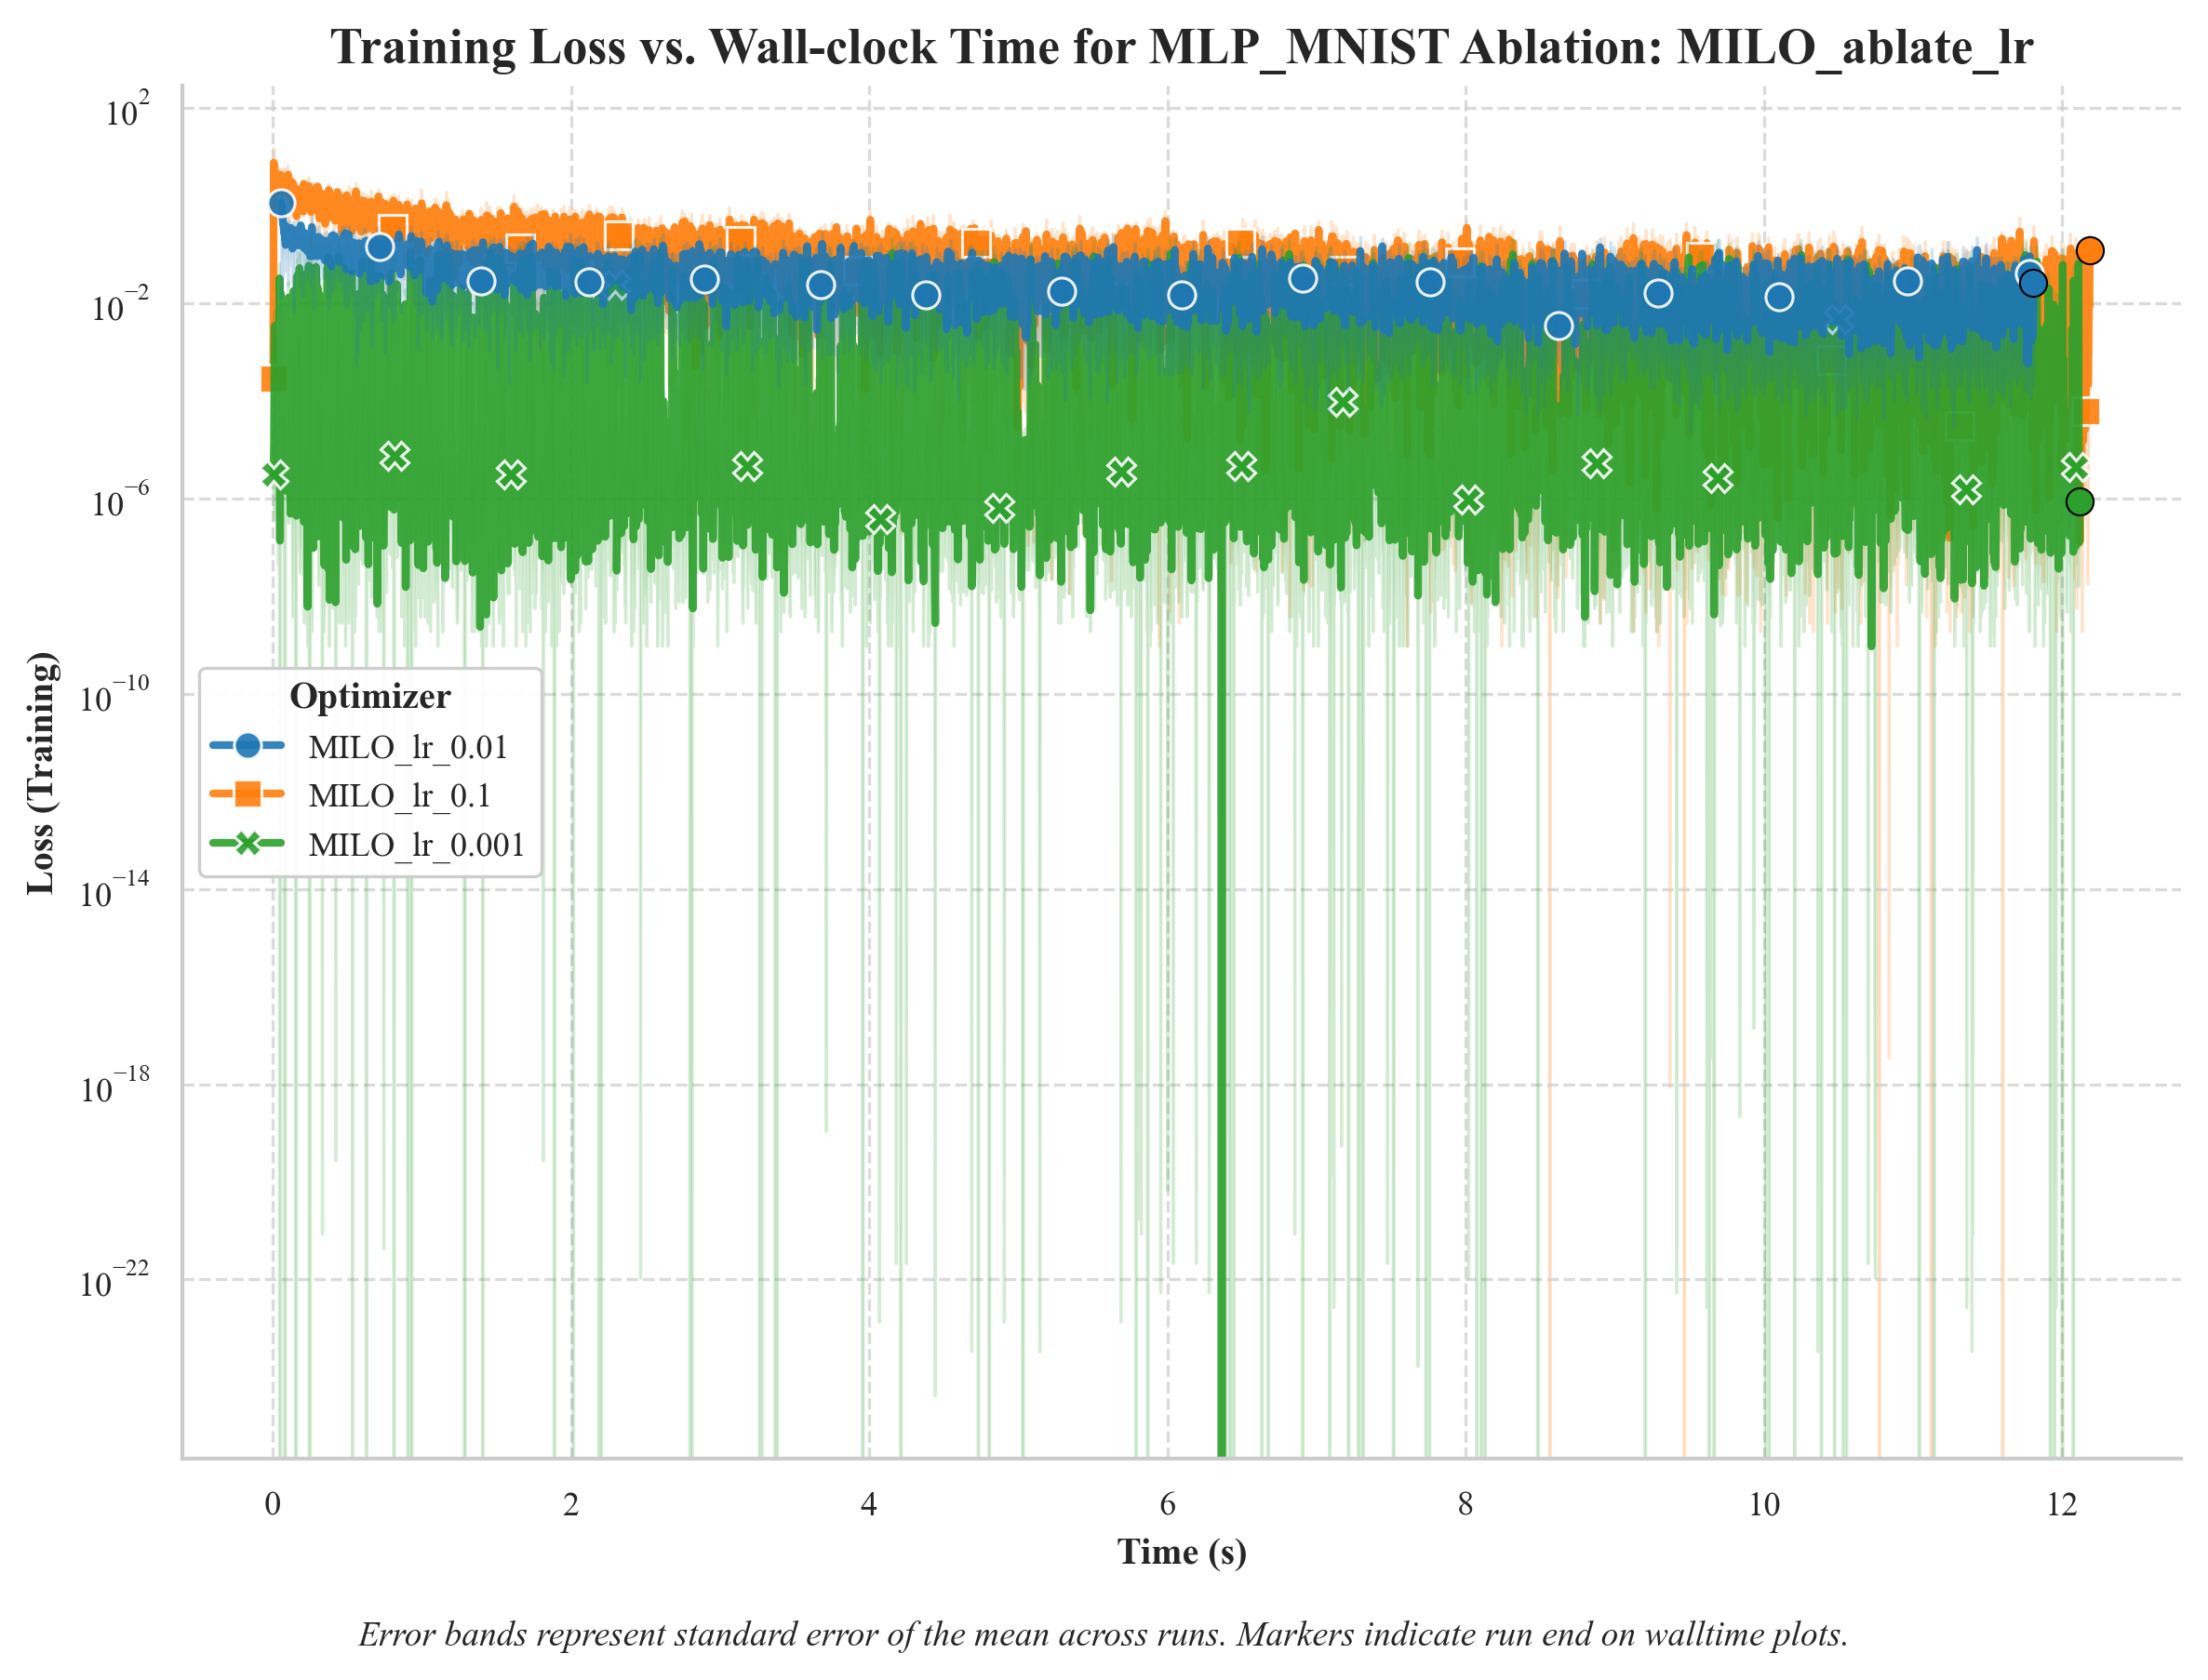 Training Loss vs. Wall-clock Time for MLP_MNIST Ablation: MILO_ablate_lr
Loss (Training)
10^2
10^−2
10^−6
10^−10
10^−14
10^−18
10^−22
Optimizer
MILO_lr_0.01
MILO_lr_0.1
MILO_lr_0.001
0 2 4 6 8 10 12
Time (s)
Error bands represent standard error of the mean across runs. Markers indicate run end on walltime plots.